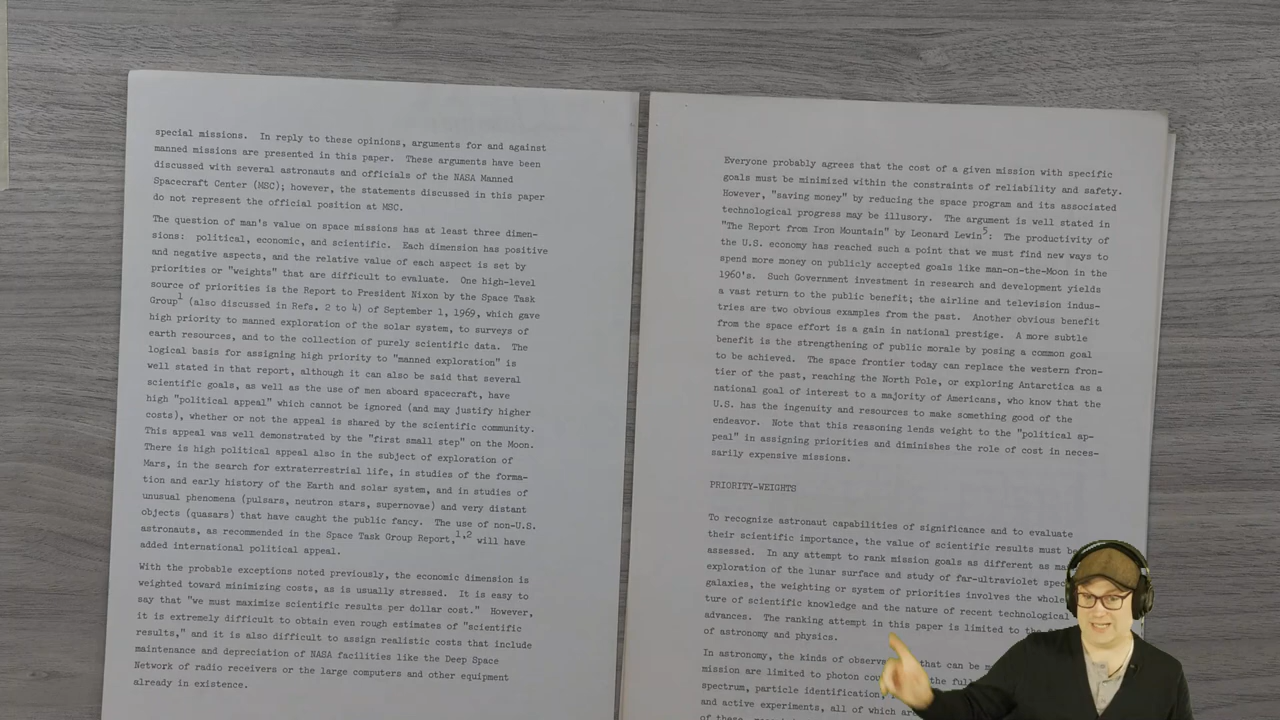 special missions. In reply to these opinions, arguments for and against
manned missions are presented in this paper. These arguments have been
discussed with several astronauts and officials of the NASA Manned
Spacecraft Center (MSC); however, the statements discussed in this paper
do not represent the official position at MSC.
The question of man's value on space missions has at least three dimen-
sions: political, economic, and scientific. Each dimension has positive
and negative aspects, and the relative value of each aspect is set by
priorities or "weights" that are difficult to evaluate. One high-level
source of priorities is the Report to President Nixon by the Space Task
Group1 (also discussed in Refs. 2 to 4) of September 1, 1969, which gave
high priority to manned exploration of the solar system, to surveys of
earth resources, and to the collection of purely scientific data. The
logical basis for assigning high priority to "manned exploration" is
well stated in that report, although it can also be said that several
scientific goals, as well as the use of men aboard spacecraft, have
high "political appeal" which cannot be ignored (and may justify higher
costs), whether or not the appeal is shared by the scientific community.
This appeal was well demonstrated by the "first small step" on the Moon.
There is high political appeal also in the subject of exploration of
Mars, in the search for extraterrestrial life, in studies of the forma-
tion and early history of the Earth and solar system, and in studies of
unusual phenomena (pulsars, neutron stars, supernovae) and very distant
objects (quasars) that have caught the public fancy. The use of non-U.S.
astronauts, as recommended in the Space Task Group Report,1,2 will have
added international political appeal.
With the probable exceptions noted previously, the economic dimension is
weighted toward minimizing costs, as is usually stressed. It is easy to
say that "we must maximize scientific results per dollar cost." However,
it is extremely difficult to obtain even rough estimates of "scientific
results," and it is also difficult to assign realistic costs that include
maintenance and depreciation of NASA facilities like the Deep Space
Network of radio receivers or the large computers and other equipment
already in existence.
Everyone probably agrees that the cost of a given mission with specific
goals must be minimized within the constraints of reliability and safety.
However, "saving money" by reducing the space program and its associated
technological progress may be illusory. The argument is well stated in
"The Report from Iron Mountain" by Leonard Lewin5: The productivity of
the U.S. economy has reached such a point that we must find new ways to
spend more money on publicly accepted goals like man-on-the-Moon in the
1960's. Such Government investment in research and development yields
a vast return to the public benefit; the airline and television indus-
tries are two obvious examples from the past. Another obvious benefit
from the space effort is a gain in national prestige. A more subtle
benefit is the strengthening of public morale by posing a common goal
to be achieved. The space frontier today can replace the western fron-
tier of the past, reaching the North Pole, or exploring Antarctica as a
national goal of interest to a majority of Americans, who know that the
U.S. has the ingenuity and resources to make something good of the
endeavor. Note that this reasoning lends weight to the "political ap-
peal" in assigning priorities and diminishes the role of cost in neces-
sarily expensive missions.
PRIORITY-WEIGHTS
To recognize astronaut capabilities of significance and to evaluate
their scientific importance, the value of scientific results must be
assessed. In any attempt to rank mission goals as different as
exploration of the lunar surface and study of far-ultraviolet
galaxies, the weighting or system of priorities involves the whole
ture of scientific knowledge and the nature of recent technological
advances. The ranking attempt in this paper is limited to the
of astronomy and physics.
In astronomy, the kinds of that can be
mission are limited to photon the
spectrum, particle identification,
and active experiments, all of which
of these